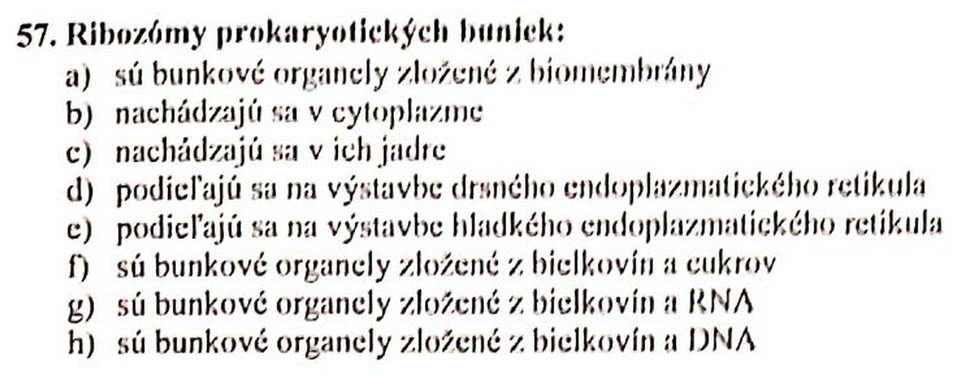 57. Ribozómy prokaryotických buniek:
a) sú bunkové organely zložené z biomembrány
b) nachádzajú sa v cytoplazme
c) nachádzajú sa v ich jadre
d) podieľajú sa na výstavbe drsného endoplazmatického retikula
e) podieľajú sa na výstavbe hladkého endoplazmatického retikula
f) sú bunkové organely zložené z bielkovín a cukrov
g) sú bunkové organely zložené z bielkovín a RNA
h) sú bunkové organely zložené z bielkovín a DNA